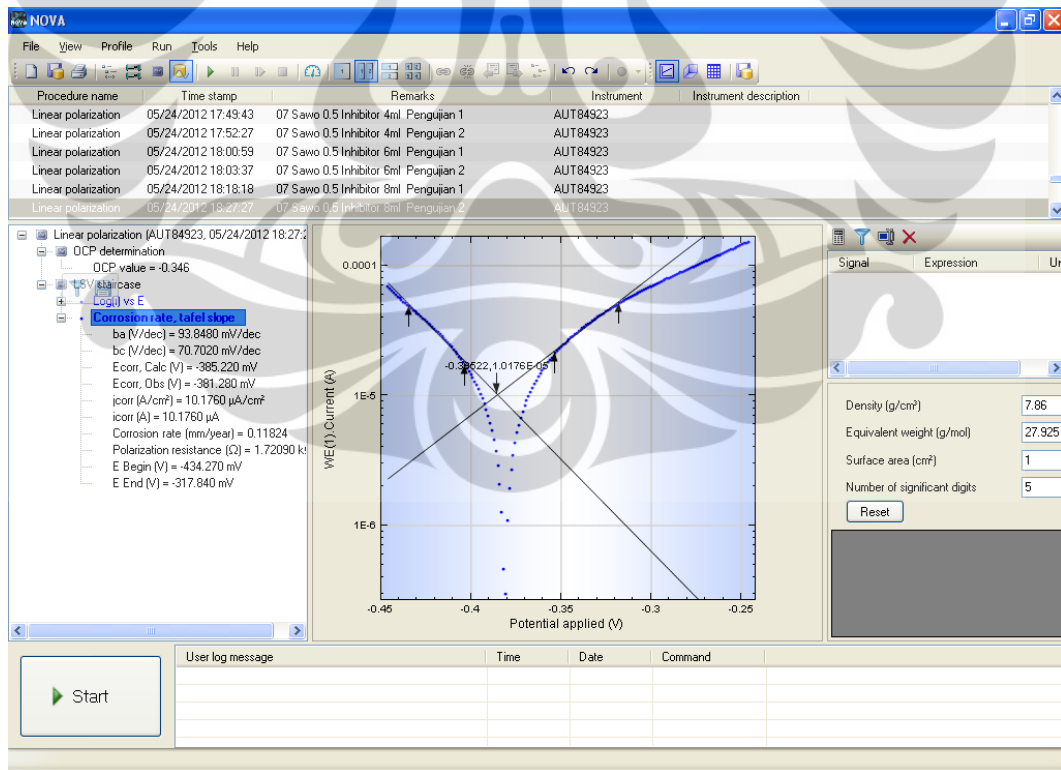 NOVA
File View Profile Run Tools Help
Procedure name Time stamp Remarks Instrument Instrument description
Linear polarization 05/24/2012 17:49:43 07 Sawo 0.5 Inhibitor 4ml Pengujian 1 AUT84923
Linear polarization 05/24/2012 17:52:27 07 Sawo 0.5 Inhibitor 4ml Pengujian 2 AUT84923
Linear polarization 05/24/2012 18:00:59 07 Sawo 0.5 Inhibitor 6ml Pengujian 1 AUT84923
Linear polarization 05/24/2012 18:03:37 07 Sawo 0.5 Inhibitor 6ml Pengujian 2 AUT84923
Linear polarization 05/24/2012 18:18:18 07 Sawo 0.5 Inhibitor 8ml Pengujian 1 AUT84923
Linear polarization 05/24/2012 18:27:27 07 Sawo 0.5 Inhibitor 8ml Pengujian 2 AUT84923
Linear polarization (AUT84923, 05/24/2012 18:27:2
OCP determination
OCP value = -0.346
LSV staircase
Log(i) vs E
Corrosion rate, tafel slope
ba (V/dec) = 93.8480 mV/dec
bc (V/dec) = 70.7020 mV/dec
Ecorr, Calc (V) = -385.220 mV
Ecorr, Obs (V) = -381.280 mV
jcorr (A/cm²) = 10.1760 µA/cm²
icorr (A) = 10.1760 µA
Corrosion rate (mm/year) = 0.11824
Polarization resistance (Ω) = 1.72090 k
E Begin (V) = -434.270 mV
E End (V) = -317.840 mV
WE(1).Current (A)
0.0001
1E-5
1E-6
-0.38522,1.0176E-05
-0.45 -0.4 -0.35 -0.3 -0.25
Potential applied (V)
Signal Expression Un
Density (g/cm³) 7.86
Equivalent weight (g/mol) 27.925
Surface area (cm²) 1
Number of significant digits 5
Reset
Start
User log message Time Date Command